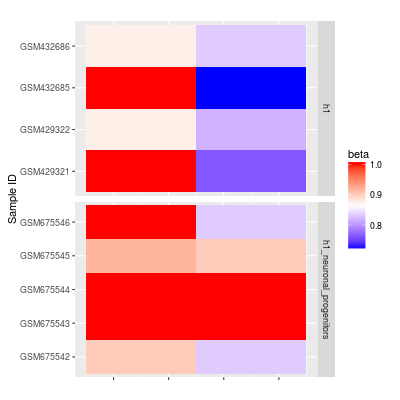 GSM432686
GSM432685
GSM429322
GSM429321
h1
GSM675546
GSM675545
GSM675544
GSM675543
GSM675542
h1_neuronal_progenitors
Sample ID
beta
1.0
0.9
0.8